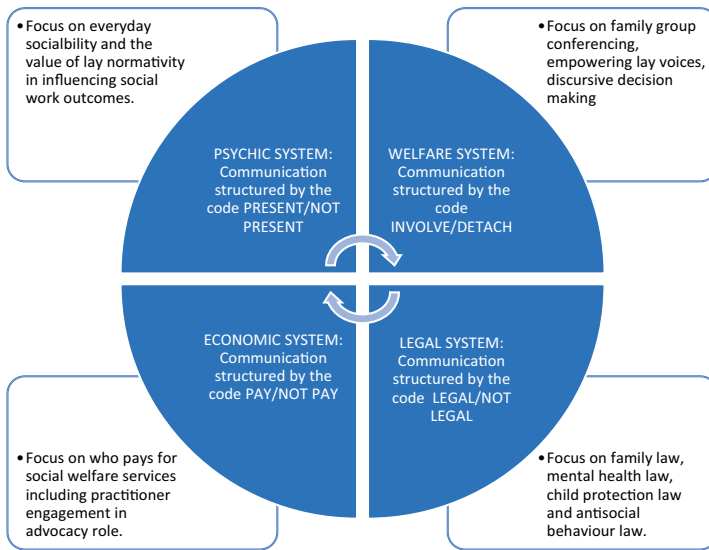 •Focus on everyday
socialbility and the
value of lay normativity
in influencing social
work outcomes.
•Focus on family group
conferencing,
empowering lay voices,
discursive decision
making
PSYCHIC SYSTEM:
Communication
structured by the
code PRESENT/NOT
PRESENT
WELFARE SYSTEM:
Communication
structured by the
code
INVOLVE/DETACH
ECONOMIC SYSTEM:
Communication
structured by the
code PAY/NOT PAY
LEGAL SYSTEM:
Communication
structured by the
code LEGAL/NOT
LEGAL
•Focus on who pays for
social welfare services
including practitioner
engagement in
advocacy role.
•Focus on family law,
mental health law,
child protection law
and antisocial
behaviour law.